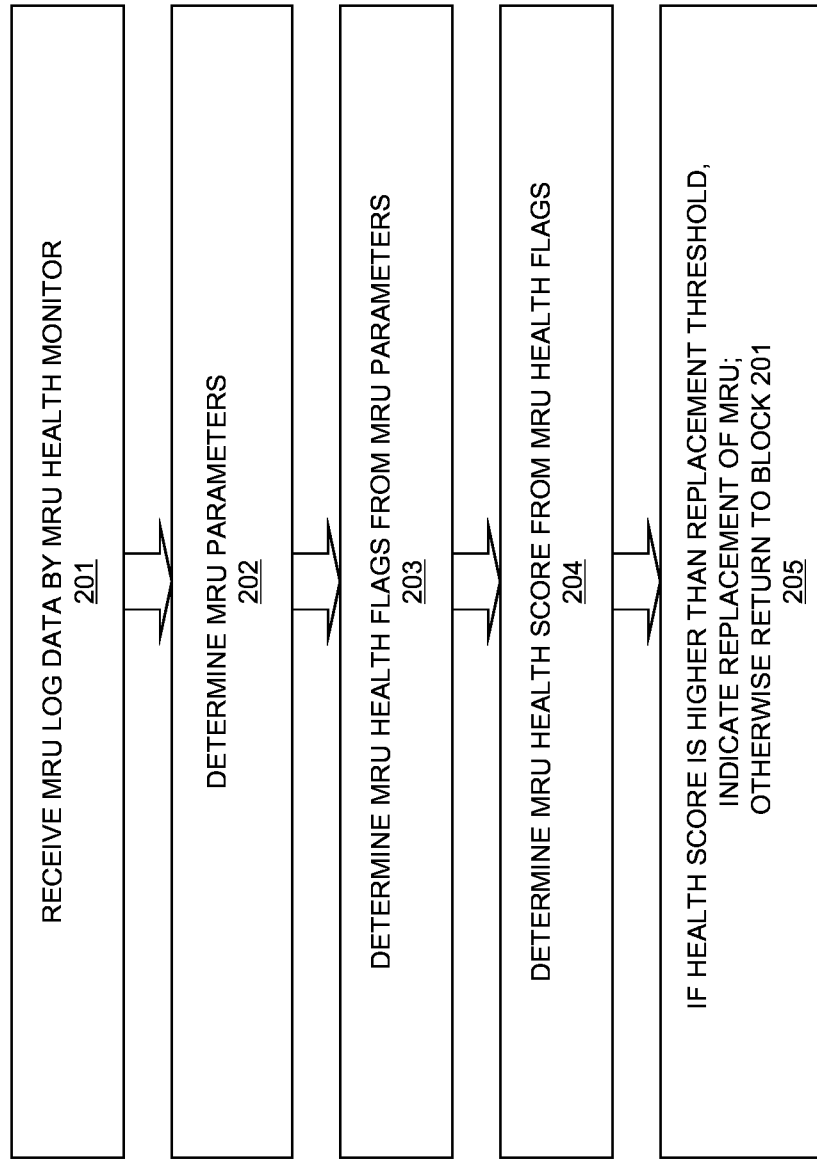 RECEIVE MRU LOG DATA BY MRU HEALTH MONITOR
201
DETERMINE MRU PARAMETERS
202
DETERMINE MRU HEALTH FLAGS FROM MRU PARAMETERS
203
DETERMINE MRU HEALTH SCORE FROM MRU HEALTH FLAGS
204
IF HEALTH SCORE IS HIGHER THAN REPLACEMENT THRESHOLD,
INDICATE REPLACEMENT OF MRU;
OTHERWISE RETURN TO BLOCK 201
205